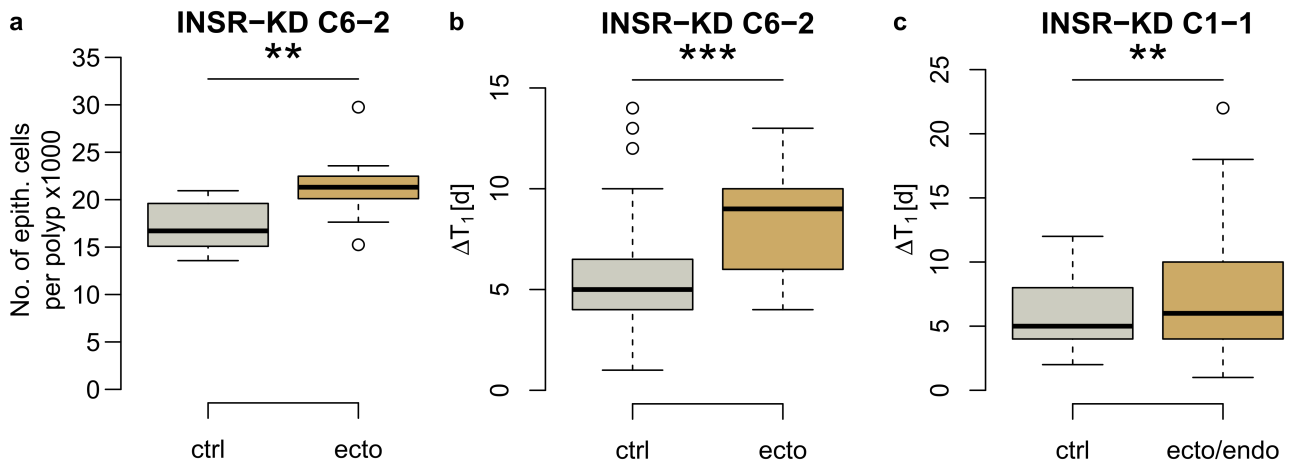 a
INSR−KD C6−2
**
No. of epith. cells
per polyp x1000
35
30
25
20
15
10
5
0
ctrl
ecto
b
INSR−KD C6−2
***
ΔT₁ [d]
15
10
5
0
ctrl
ecto
c
INSR−KD C1−1
**
ΔT₁ [d]
25
20
15
10
5
0
ctrl
ecto/endo